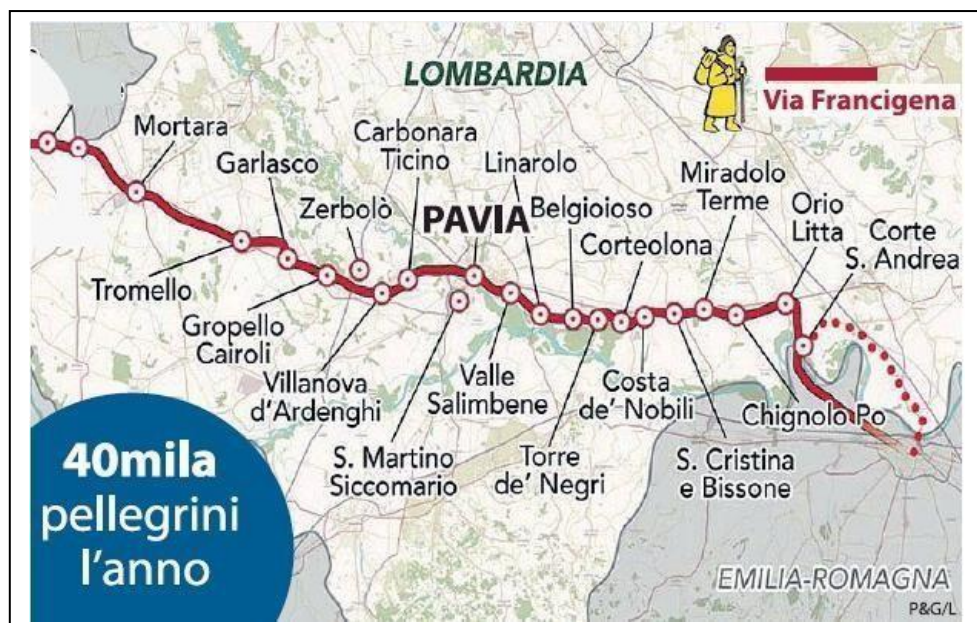 LOMBARDIA
Via Francigena
Mortara
Garlasco
Zerbolò
Carbonara
Ticino
PAVIA
Linarolo
Belgioioso
Corteolona
Miradolo
Terme
Orio
Litta
Corte
S. Andrea
Tromello
Gropello
Cairoli
Villanova
d'Ardenghi
S. Martino
Siccomario
Valle
Salimbene
Torre
de' Negri
Costa
de' Nobili
S. Cristina
e Bissone
Chignolo Po
40mila
pellegrini
l'anno
EMILIA-ROMAGNA
P&G/L